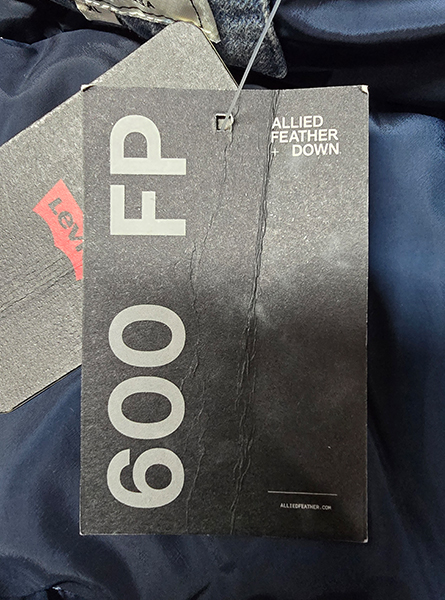 ALLIED
FEATHER
+ DOWN
600 FP
ALLIEDFEATHER.COM
Levi